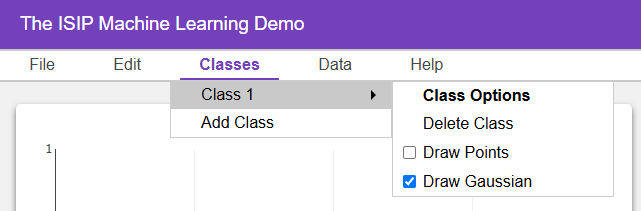 The ISIP Machine Learning Demo
File Edit Classes Data Help
Class 1
Add Class
Class Options
Delete Class
Draw Points
Draw Gaussian
1